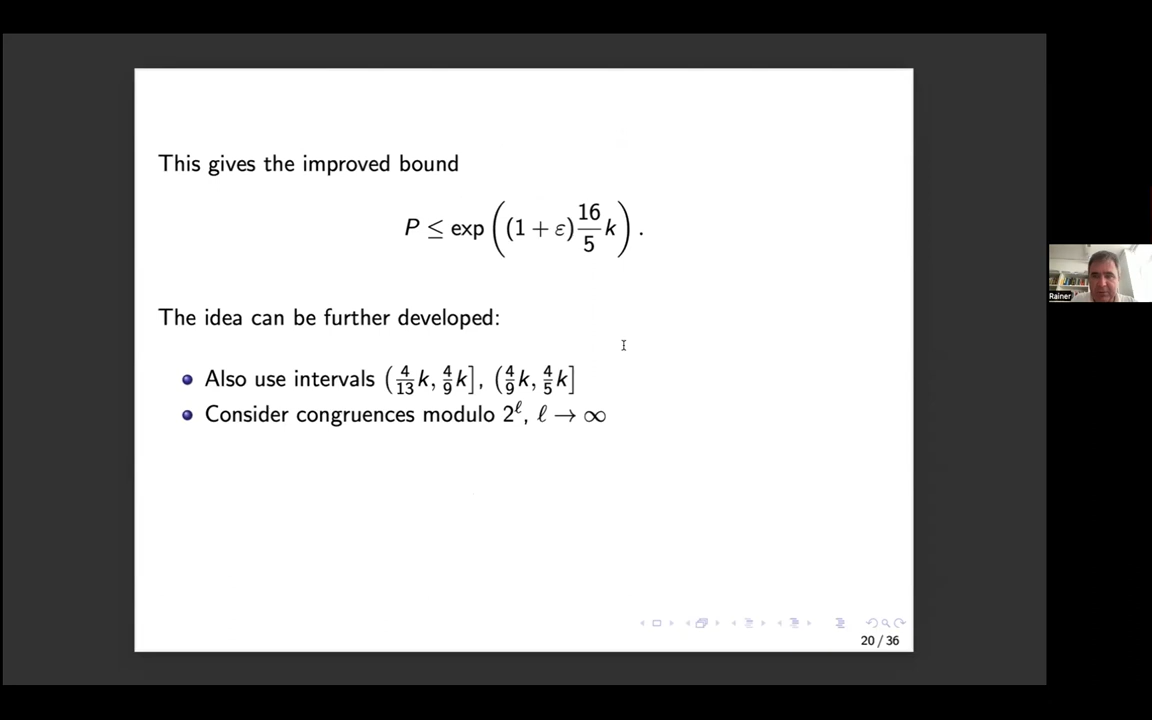 This gives the improved bound
P ≤ exp((1 + ε)16/5 k).
The idea can be further developed:
Also use intervals (4/13 k, 4/9 k], (4/9 k, 4/5 k]
Consider congruences modulo 2^ℓ, ℓ → ∞
20 / 36
Rainer